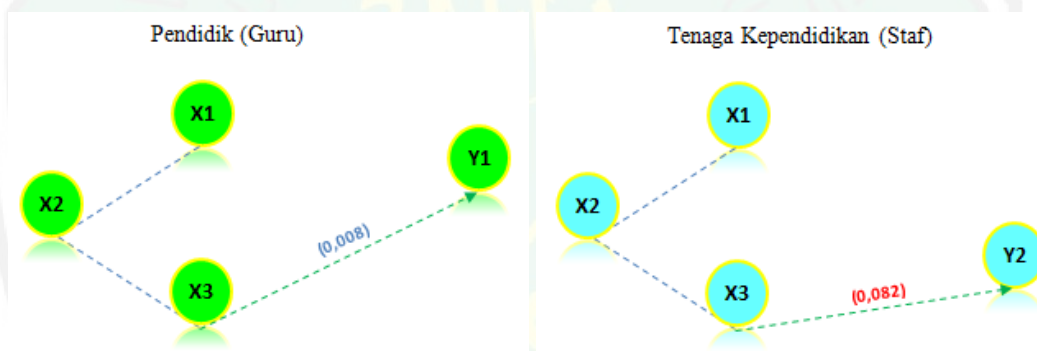 Pendidik (Guru)
X1
Y1
X2
(0,008)
X3
Tenaga Kependidikan (Staf)
X1
X2
Y2
X3
(0,082)